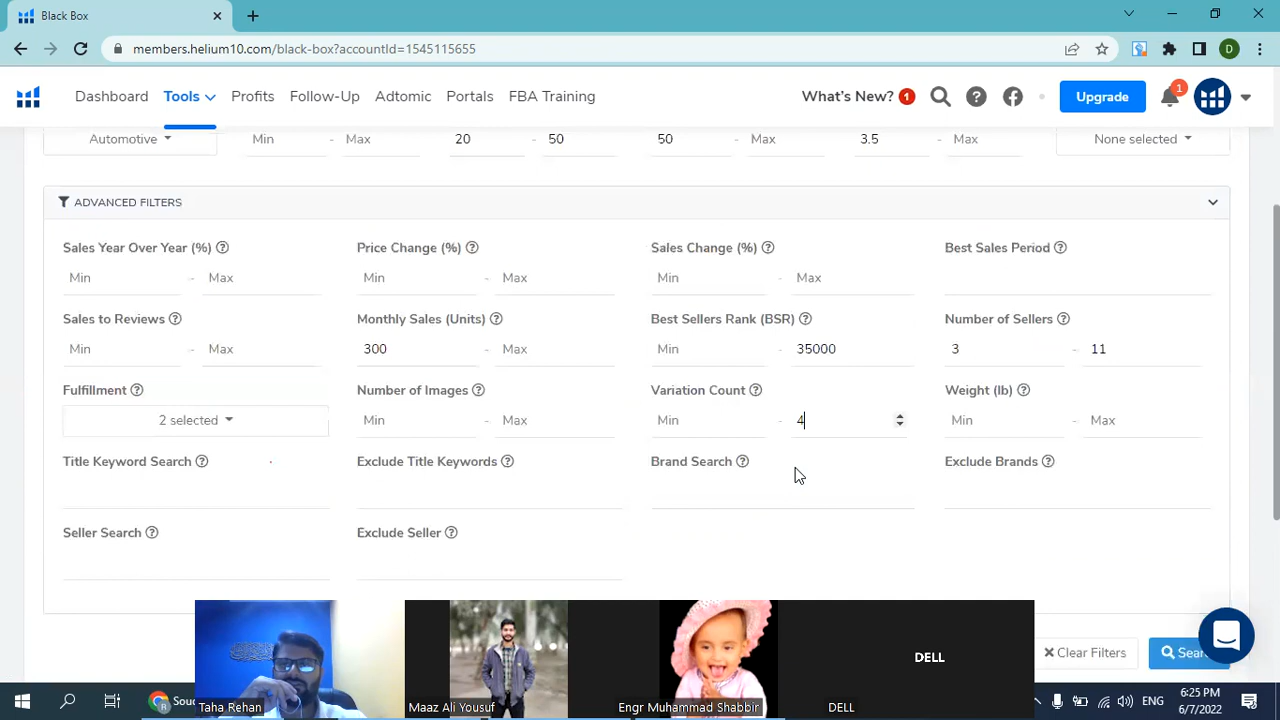 Black Box
members.helium10.com/black-box?accountId=1545115655
Dashboard Tools Profits Follow-Up Adtomic Portals FBA Training What's New? 1 Upgrade 1
Automotive Min - Max 20 - 50 50 - Max 3.5 - Max None selected
ADVANCED FILTERS
Sales Year Over Year (%) Price Change (%) Sales Change (%) Best Sales Period
Min - Max Min - Max Min - Max
Sales to Reviews Monthly Sales (Units) Best Sellers Rank (BSR) Number of Sellers
Min - Max 300 - Max Min - 35000 3 - 11
Fulfillment Number of Images Variation Count Weight (lb)
2 selected Min - Max Min - 4 Min - Max
Title Keyword Search Exclude Title Keywords Brand Search Exclude Brands
Seller Search Exclude Seller
Clear Filters
DELL
Taha Rehan Maaz Ali Yousuf Engr Muhammad Shabbir DELL
6:25 PM
6/7/2022